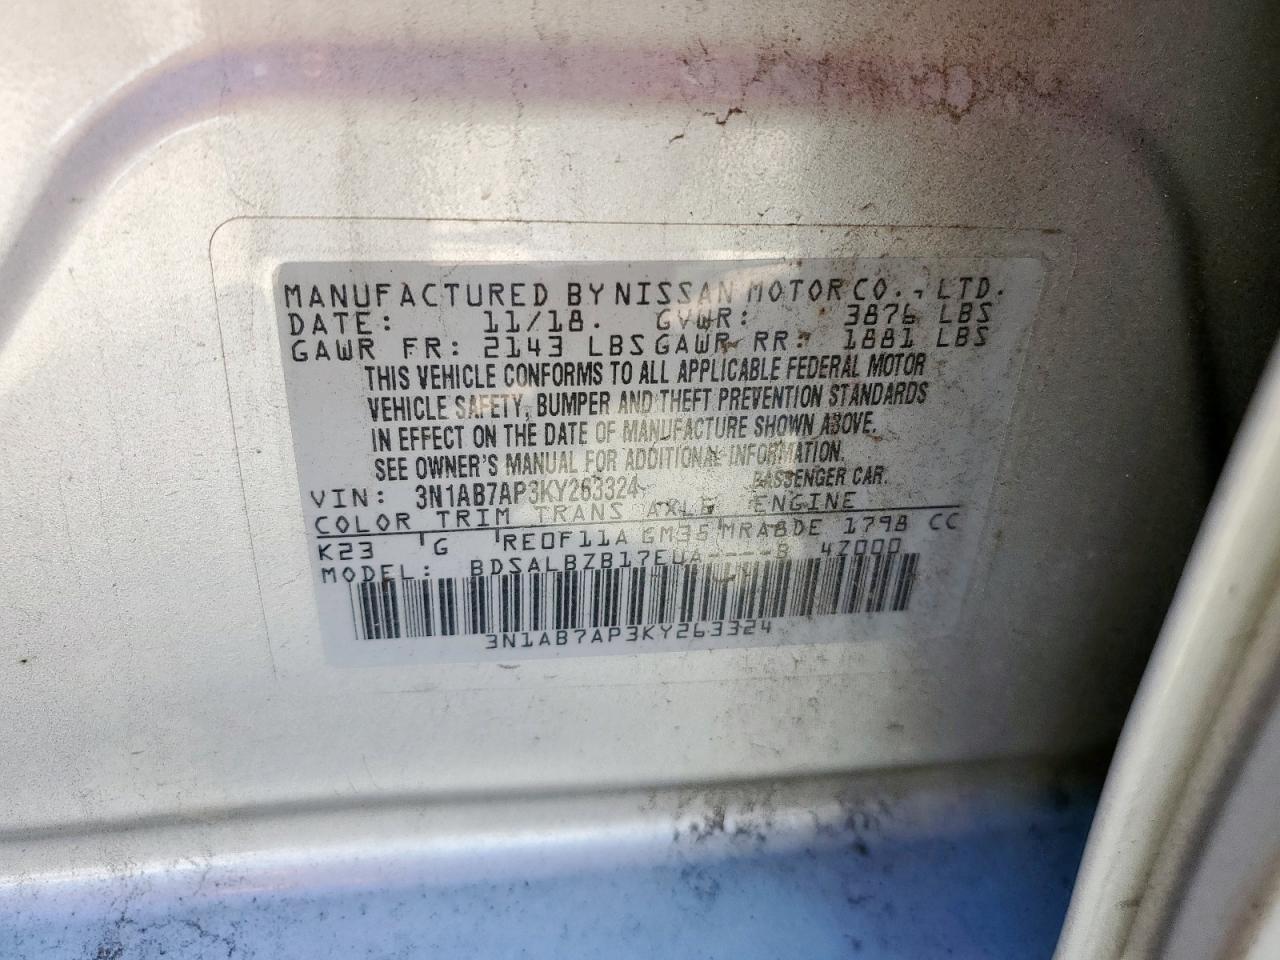 MANUFACTURED BY NISSAN MOTOR CO., LTD.
DATE: 11/18. GVWR: 3876 LBS
GAWR FR: 2143 LBS GAWR RR: 1881 LBS
THIS VEHICLE CONFORMS TO ALL APPLICABLE FEDERAL MOTOR
VEHICLE SAFETY, BUMPER AND THEFT PREVENTION STANDARDS
IN EFFECT ON THE DATE OF MANUFACTURE SHOWN ABOVE.
SEE OWNER'S MANUAL FOR ADDITIONAL INFORMATION.
VIN: 3N1AB7AP3KY263324 PASSENGER CAR.
COLOR TRIM TRANS AXLE ENGINE
K23 G RE0F11A GM35 MRA8DE 1798 CC
MODEL: BDSALBZB17EUA----B 47000
3N1AB7AP3KY263324